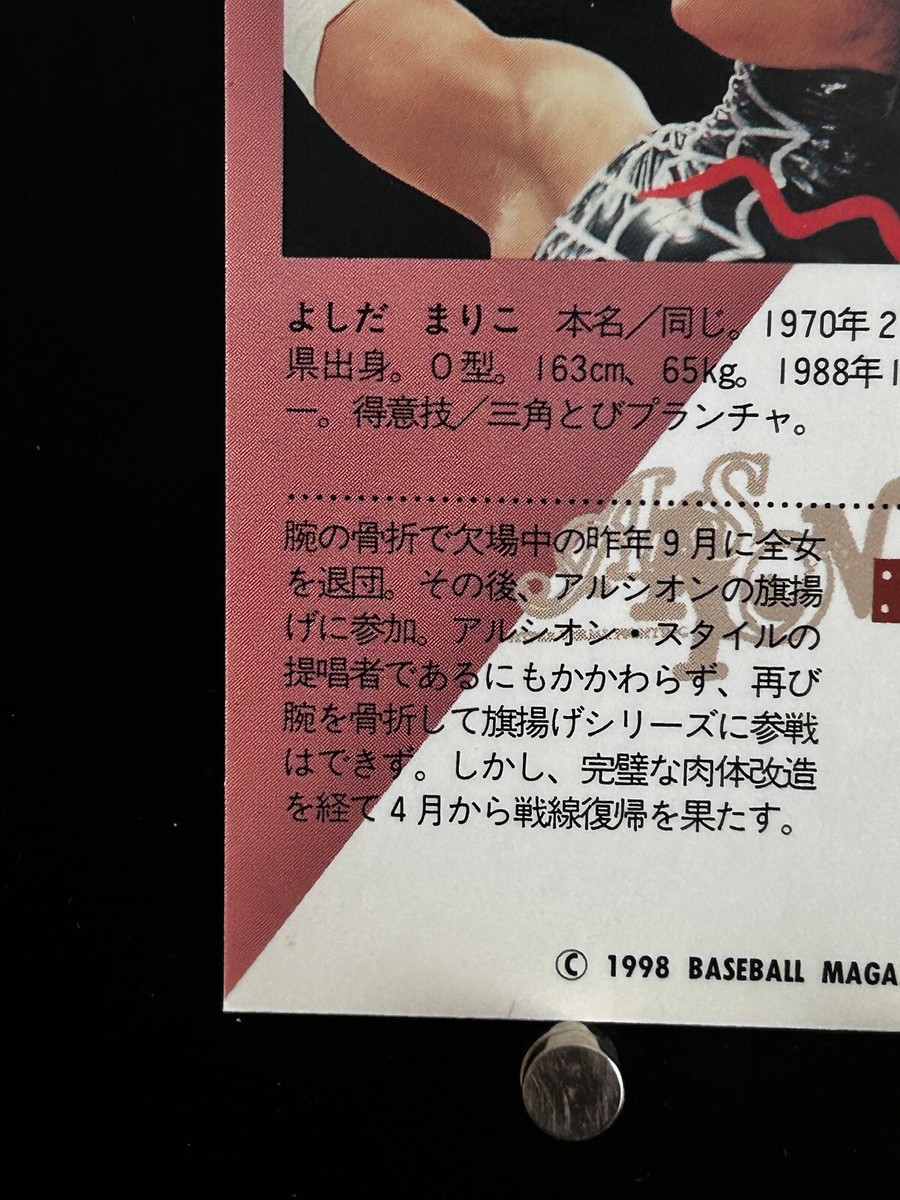 よしだ　まりこ　本名／同じ。1970年2
県出身。O型。163cm、65kg。1988年1
ー。得意技／三角とびプランチャ。
ARSION
腕の骨折で欠場中の昨年9月に全女
を退団。その後、アルシオンの旗揚
げに参加。アルシオン・スタイルの
提唱者であるにもかかわらず、再び
腕を骨折して旗揚げシリーズに参戦
はできず。しかし、完璧な肉体改造
を経て4月から戦線復帰を果たす。
© 1998 BASEBALL MAGA